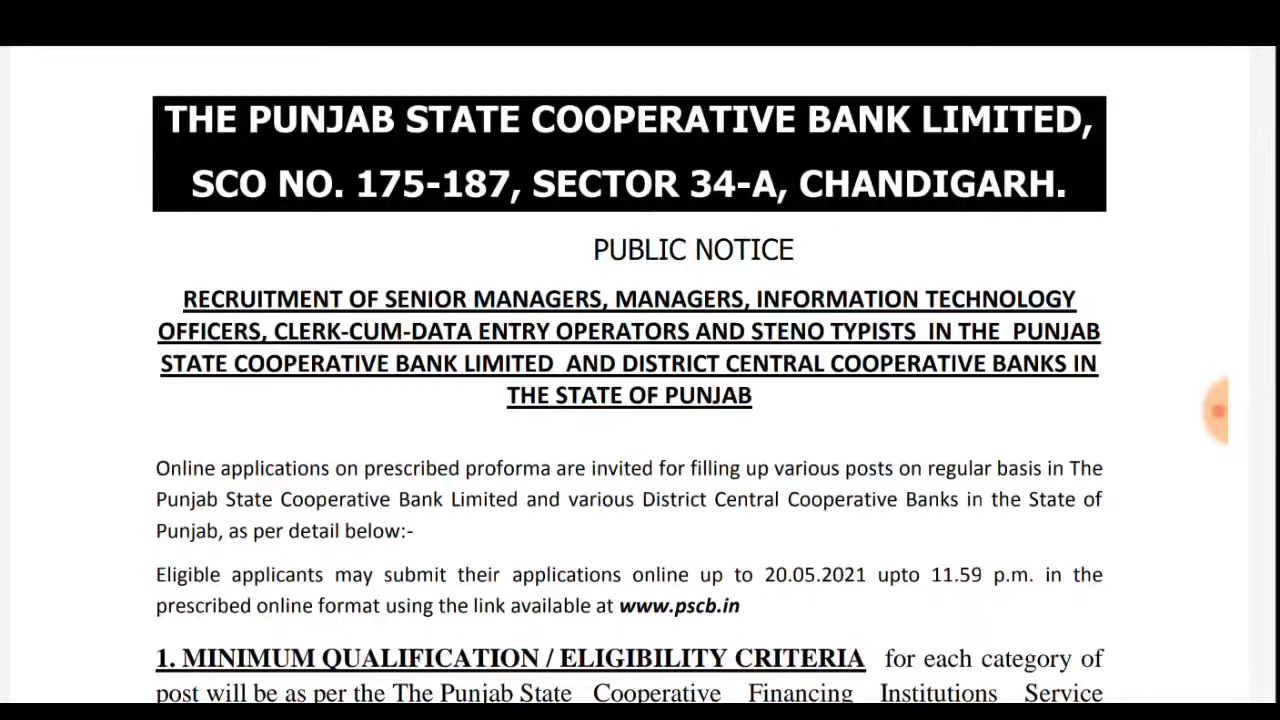 THE PUNJAB STATE COOPERATIVE BANK LIMITED,
SCO NO. 175-187, SECTOR 34-A, CHANDIGARH.
PUBLIC NOTICE
RECRUITMENT OF SENIOR MANAGERS, MANAGERS, INFORMATION TECHNOLOGY
OFFICERS, CLERK-CUM-DATA ENTRY OPERATORS AND STENO TYPISTS IN THE PUNJAB
STATE COOPERATIVE BANK LIMITED AND DISTRICT CENTRAL COOPERATIVE BANKS IN
THE STATE OF PUNJAB
Online applications on prescribed proforma are invited for filling up various posts on regular basis in The
Punjab State Cooperative Bank Limited and various District Central Cooperative Banks in the State of
Punjab, as per detail below:-
Eligible applicants may submit their applications online up to 20.05.2021 upto 11.59 p.m. in the
prescribed online format using the link available at www.pscb.in
1. MINIMUM QUALIFICATION / ELIGIBILITY CRITERIA for each category of
post will be as per the The Punjab State Cooperative Financing Institutions Service